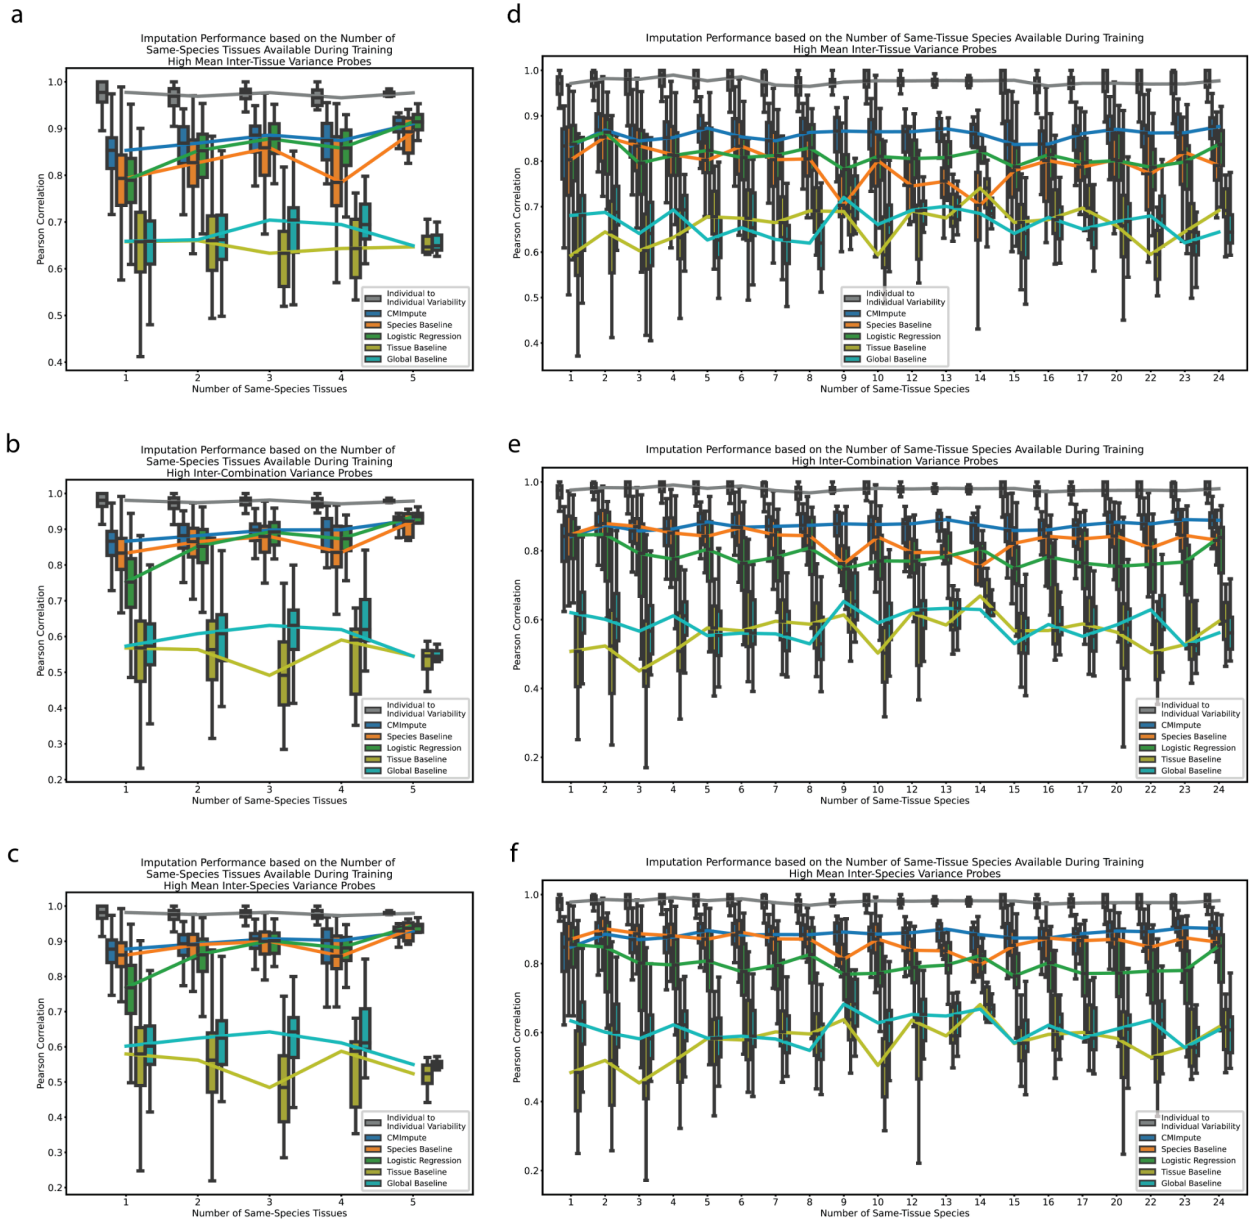 a
Imputation Performance based on the Number of
Same-Species Tissues Available During Training
High Mean Inter-Tissue Variance Probes
Pearson Correlation
1.0
0.9
0.8
0.7
0.6
0.5
0.4
Individual to
Individual Variability
CMImpute
Species Baseline
Logistic Regression
Tissue Baseline
Global Baseline
1 2 3 4 5
Number of Same-Species Tissues
b
Imputation Performance based on the Number of
Same-Species Tissues Available During Training
High Inter-Combination Variance Probes
Pearson Correlation
1.0
0.9
0.8
0.7
0.6
0.5
0.4
0.3
0.2
Individual to
Individual Variability
CMImpute
Species Baseline
Logistic Regression
Tissue Baseline
Global Baseline
1 2 3 4 5
Number of Same-Species Tissues
c
Imputation Performance based on the Number of
Same-Species Tissues Available During Training
High Mean Inter-Species Variance Probes
Pearson Correlation
1.0
0.9
0.8
0.7
0.6
0.5
0.4
0.3
0.2
Individual to
Individual Variability
CMImpute
Species Baseline
Logistic Regression
Tissue Baseline
Global Baseline
1 2 3 4 5
Number of Same-Species Tissues
d
Imputation Performance based on the Number of Same-Tissue Species Available During Training
High Mean Inter-Tissue Variance Probes
Pearson Correlation
1.0
0.9
0.8
0.7
0.6
0.5
0.4
Individual to
Individual Variability
CMImpute
Species Baseline
Logistic Regression
Tissue Baseline
Global Baseline
1 2 3 4 5 6 7 8 9 10 12 13 14 15 16 17 20 22 23 24
Number of Same-Tissue Species
e
Imputation Performance based on the Number of Same-Tissue Species Available During Training
High Inter-Combination Variance Probes
Pearson Correlation
1.0
0.8
0.6
0.4
0.2
Individual to
Individual Variability
CMImpute
Species Baseline
Logistic Regression
Tissue Baseline
Global Baseline
1 2 3 4 5 6 7 8 9 10 12 13 14 15 16 17 20 22 23 24
Number of Same-Tissue Species
f
Imputation Performance based on the Number of Same-Tissue Species Available During Training
High Mean Inter-Species Variance Probes
Pearson Correlation
1.0
0.8
0.6
0.4
0.2
Individual to
Individual Variability
CMImpute
Species Baseline
Logistic Regression
Tissue Baseline
Global Baseline
1 2 3 4 5 6 7 8 9 10 12 13 14 15 16 17 20 22 23 24
Number of Same-Tissue Species